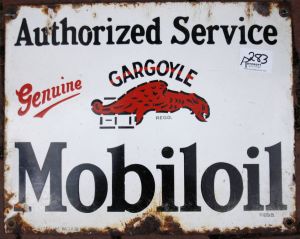 Authorized Service
283
Genuine
GARGOYLE
REGD.
Mobiloil